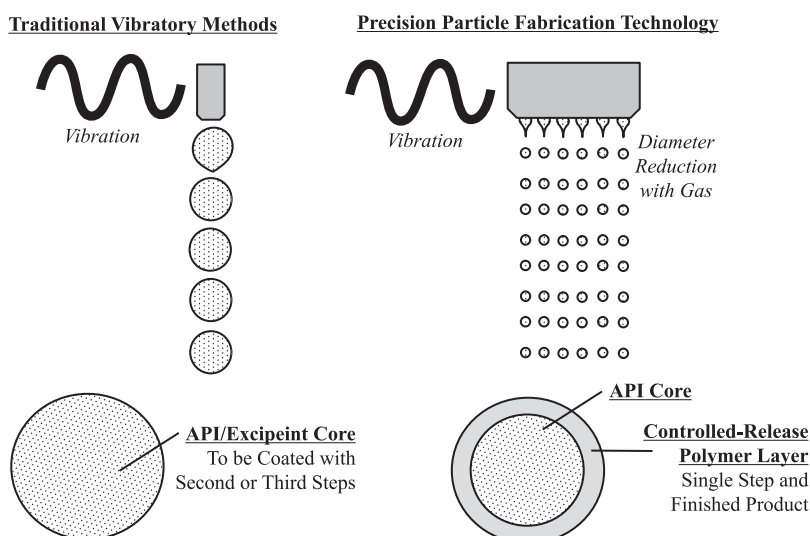 Traditional Vibratory Methods
Vibration
Precision Particle Fabrication Technology
Vibration
Diameter
Reduction
with Gas
API/Excipeint Core
To be Coated with
Second or Third Steps
API Core
Controlled-Release
Polymer Layer
Single Step and
Finished Product